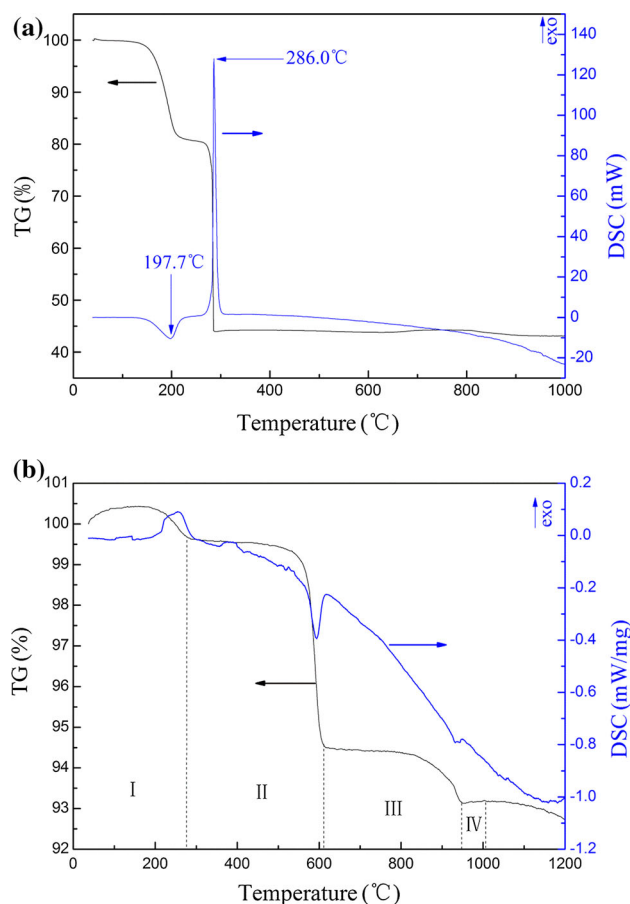 (a)
exo
286.0℃
197.7℃
100
90
80
70
60
50
40
140
120
100
80
60
40
20
0
-20
TG (%)
DSC (mW)
0 200 400 600 800 1000
Temperature (℃)
(b)
exo
101
100
99
98
97
96
95
94
93
92
0.2
0.0
-0.2
-0.4
-0.6
-0.8
-1.0
-1.2
TG (%)
DSC (mW/mg)
I II III IV
0 200 400 600 800 1000 1200
Temperature (℃)